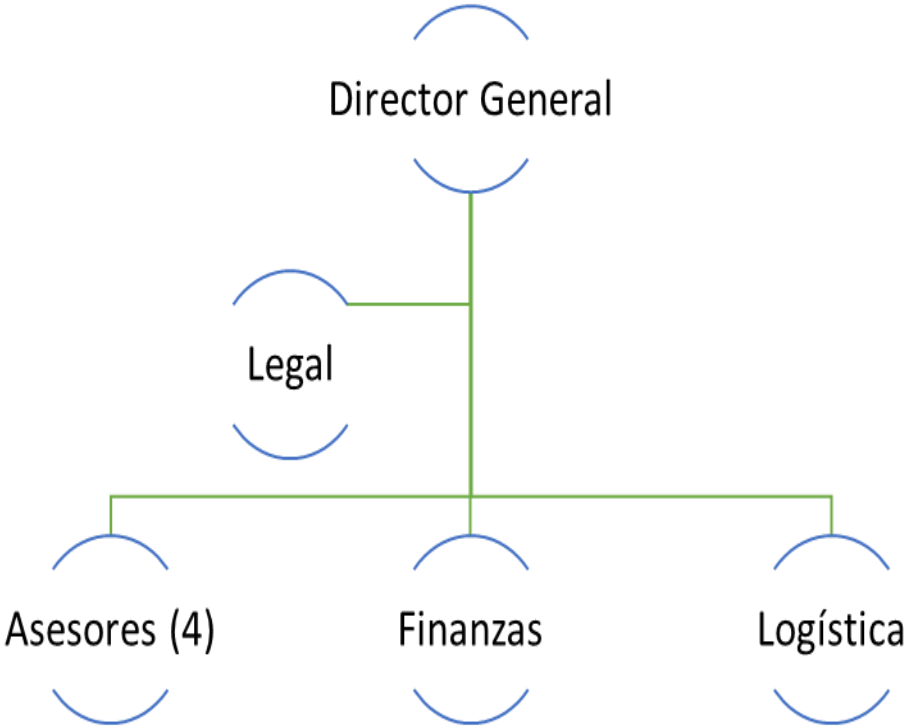 Director General
Legal
Asesores (4)
Finanzas
Logística